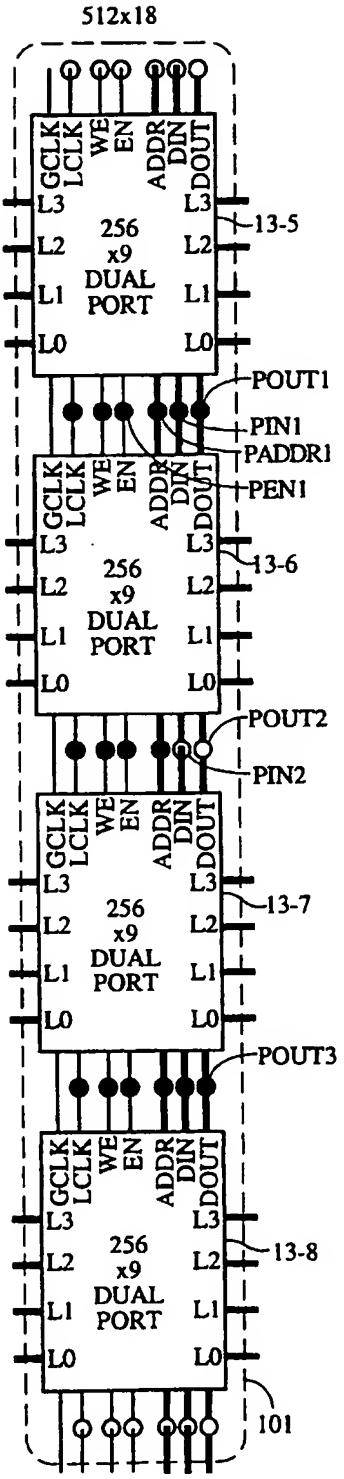 512x18
GCLK LCLK WE EN ADDR DIN DOUT
L3 L3 13-5
256
x9
DUAL
PORT
L2 L2
L1 L1
L0 L0
POUT1
PIN1
PADDR1
PEN1
GCLK LCLK WE EN ADDR DIN DOUT
L3 L3 13-6
256
x9
DUAL
PORT
L2 L2
L1 L1
L0 L0
POUT2
PIN2
GCLK LCLK WE EN ADDR DIN DOUT
L3 L3 13-7
256
x9
DUAL
PORT
L2 L2
L1 L1
L0 L0
POUT3
GCLK LCLK WE EN ADDR DIN DOUT
L3 L3 13-8
256
x9
DUAL
PORT
L2 L2
L1 L1
L0 L0
101